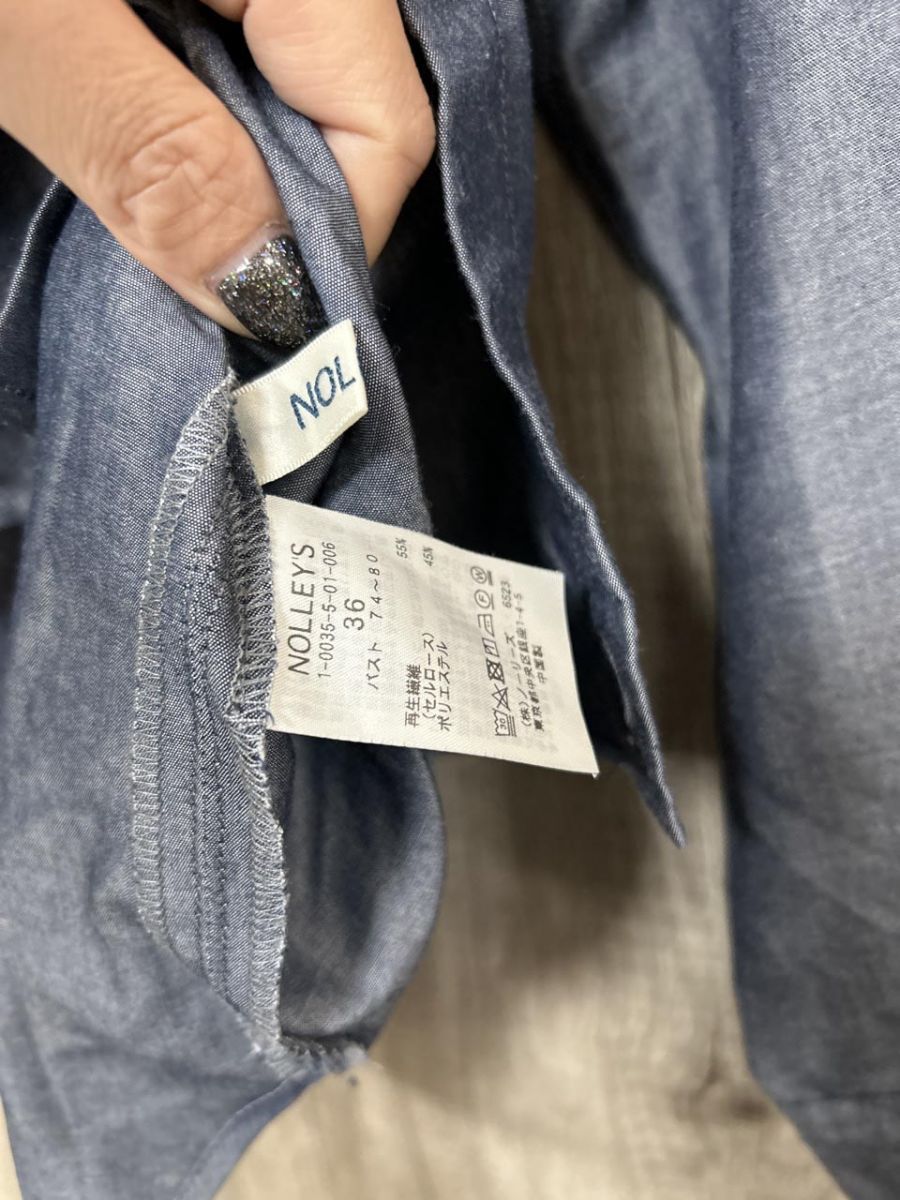 NOL
NOLLEY'S
1-0035-5-01-006
36
バスト 74～80
再生繊維 55%
(セルロース)
ポリエステル 45%
30
F W
6523
(株)ノーリーズ
東京都中央区銀座1-4-5
中国製